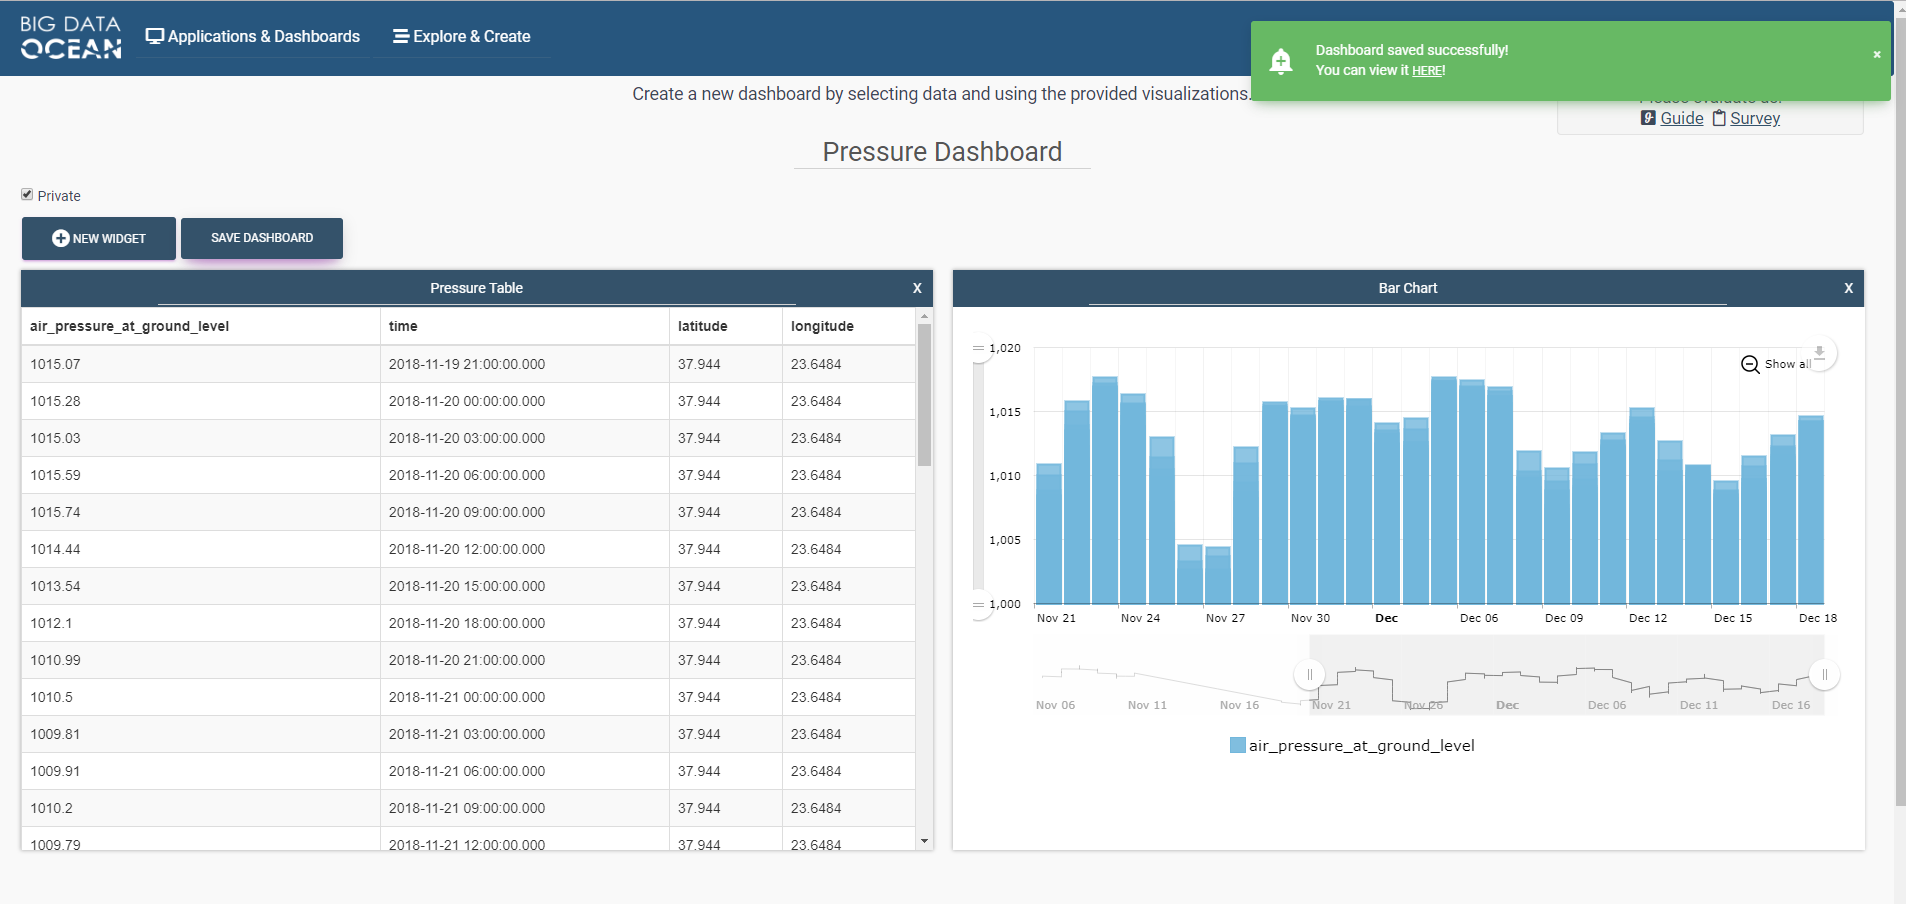 BIG DATA
OCEAN
Applications & Dashboards
Explore & Create
Dashboard saved successfully!
You can view it HERE!
×
Create a new dashboard by selecting data and using the provided visualizations.
Guide Survey
Pressure Dashboard
Private
NEW WIDGET
SAVE DASHBOARD
Pressure Table X
air_pressure_at_ground_level time latitude longitude
1015.07 2018-11-19 21:00:00.000 37.944 23.6484
1015.28 2018-11-20 00:00:00.000 37.944 23.6484
1015.03 2018-11-20 03:00:00.000 37.944 23.6484
1015.59 2018-11-20 06:00:00.000 37.944 23.6484
1015.74 2018-11-20 09:00:00.000 37.944 23.6484
1014.44 2018-11-20 12:00:00.000 37.944 23.6484
1013.54 2018-11-20 15:00:00.000 37.944 23.6484
1012.1 2018-11-20 18:00:00.000 37.944 23.6484
1010.99 2018-11-20 21:00:00.000 37.944 23.6484
1010.5 2018-11-21 00:00:00.000 37.944 23.6484
1009.81 2018-11-21 03:00:00.000 37.944 23.6484
1009.91 2018-11-21 06:00:00.000 37.944 23.6484
1010.2 2018-11-21 09:00:00.000 37.944 23.6484
1009.79 2018-11-21 12:00:00.000 37.944 23.6484
Bar Chart X
Show all
1,020
1,015
1,010
1,005
1,000
Nov 21 Nov 24 Nov 27 Nov 30 Dec Dec 06 Dec 09 Dec 12 Dec 15 Dec 18
Nov 06 Nov 11 Nov 16 Nov 21 Nov 26 Dec Dec 06 Dec 11 Dec 16
air_pressure_at_ground_level